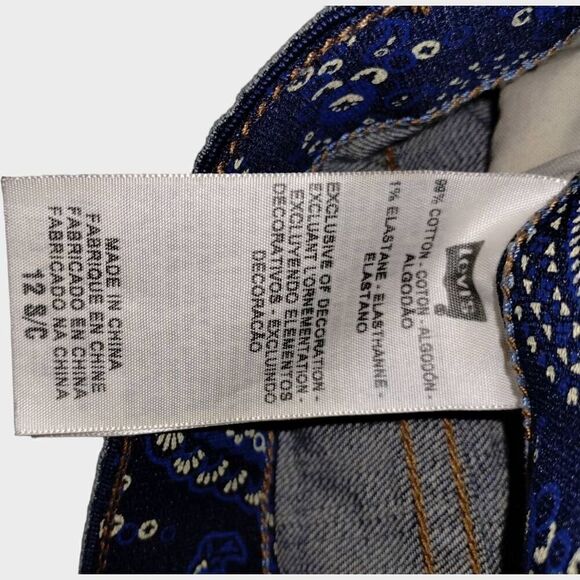 Levi's
®
99% COTTON - COTON - ALGODÓN -
ALGODÃO
1% ELASTANE - ELASTHANNE -
ELASTANO
EXCLUSIVE OF DECORATION -
EXCLUANT L'ORNEMENTATION -
EXCLUYENDO ELEMENTOS
DECORATIVOS - EXCLUINDO
DECORACÃO
MADE IN CHINA
FABRIQUE EN CHINE
FABRICADO EN CHINA
FABRICADO NA CHINA
12 S/C